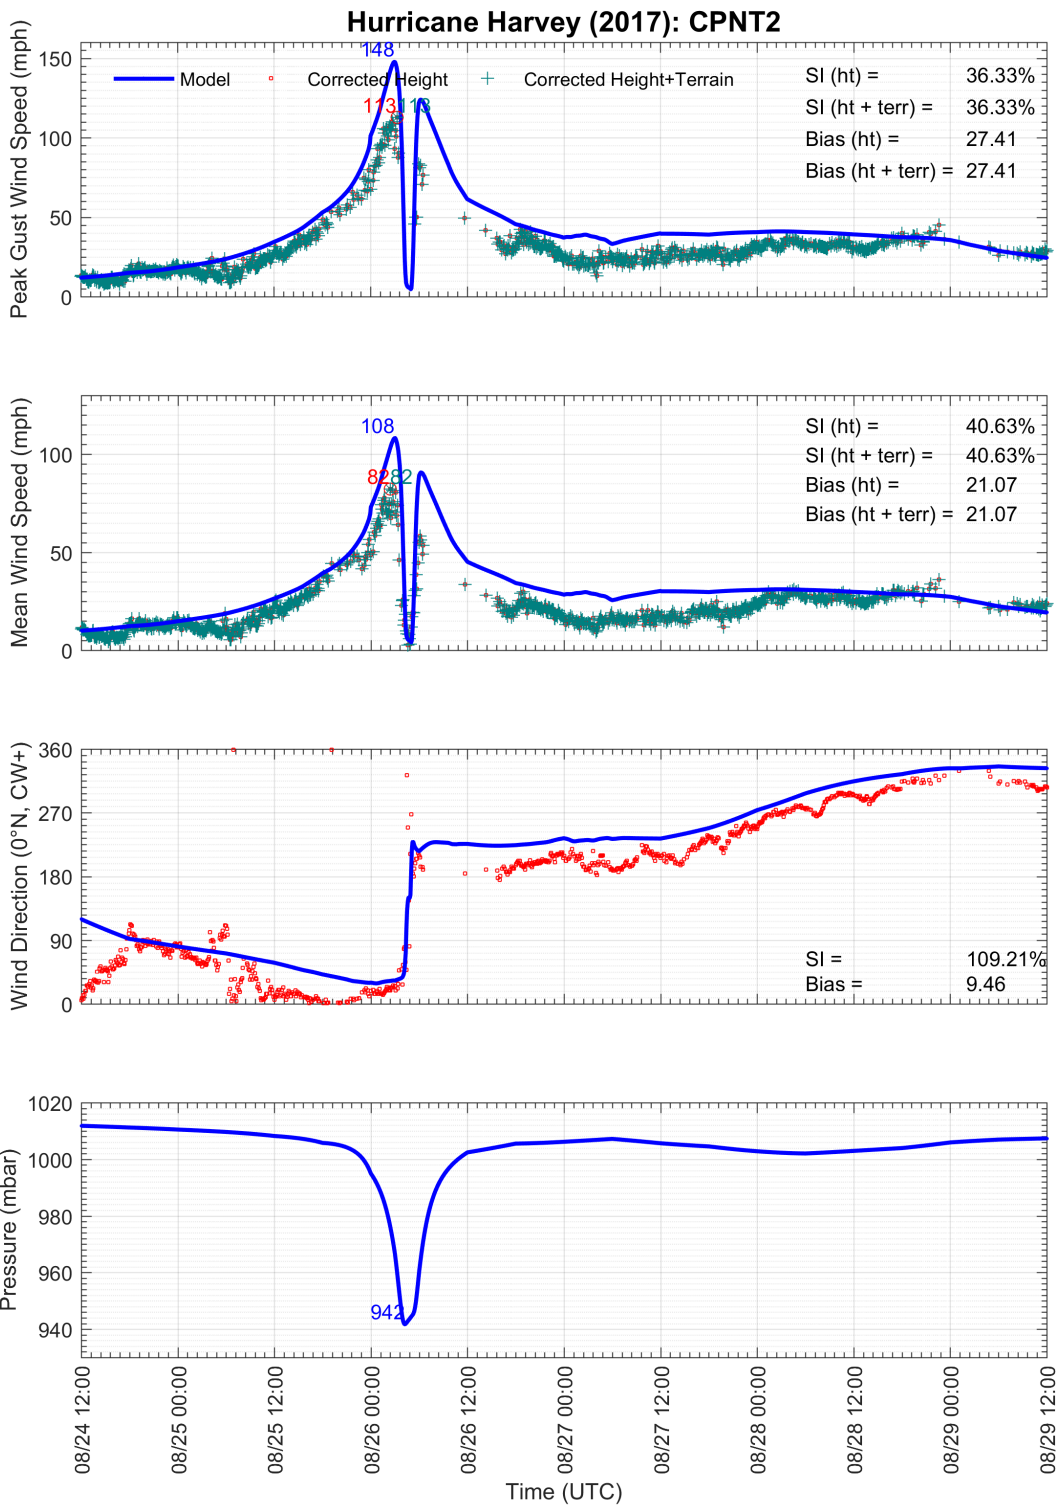 Hurricane Harvey (2017): CPNT2
Peak Gust Wind Speed (mph)
150
100
50
0
148
Model
Corrected Height
Corrected Height+Terrain
113
113
SI (ht) = 36.33%
SI (ht + terr) = 36.33%
Bias (ht) = 27.41
Bias (ht + terr) = 27.41
Mean Wind Speed (mph)
100
50
0
108
82
82
SI (ht) = 40.63%
SI (ht + terr) = 40.63%
Bias (ht) = 21.07
Bias (ht + terr) = 21.07
Wind Direction (0°N, CW+)
360
270
180
90
0
SI = 109.21%
Bias = 9.46
Pressure (mbar)
1020
1000
980
960
940
942
08/24 12:00
08/25 00:00
08/25 12:00
08/26 00:00
08/26 12:00
08/27 00:00
08/27 12:00
08/28 00:00
08/28 12:00
08/29 00:00
08/29 12:00
Time (UTC)